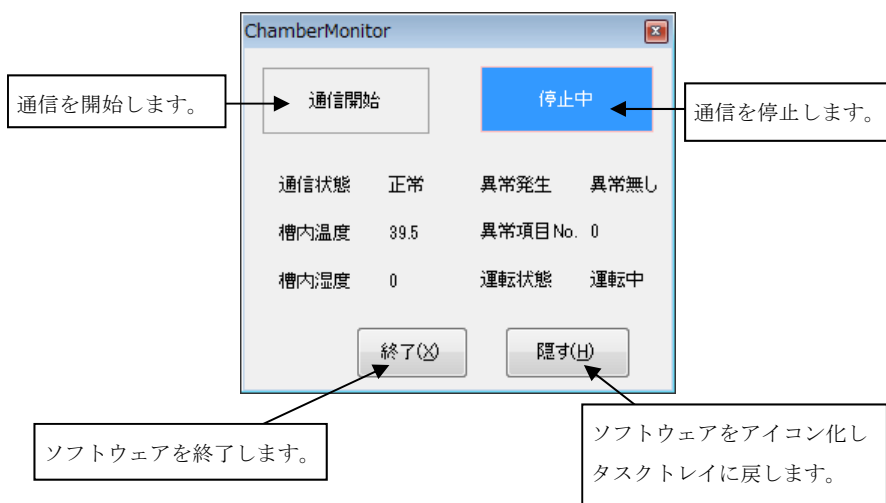 ChamberMonitor
通信を開始します。
通信開始
停止中
通信を停止します。
通信状態 正常 異常発生 異常無し
槽内温度 39.5 異常項目No. 0
槽内湿度 0 運転状態 運転中
終了(X) 隠す(H)
ソフトウェアを終了します。
ソフトウェアをアイコン化し
タスクトレイに戻します。